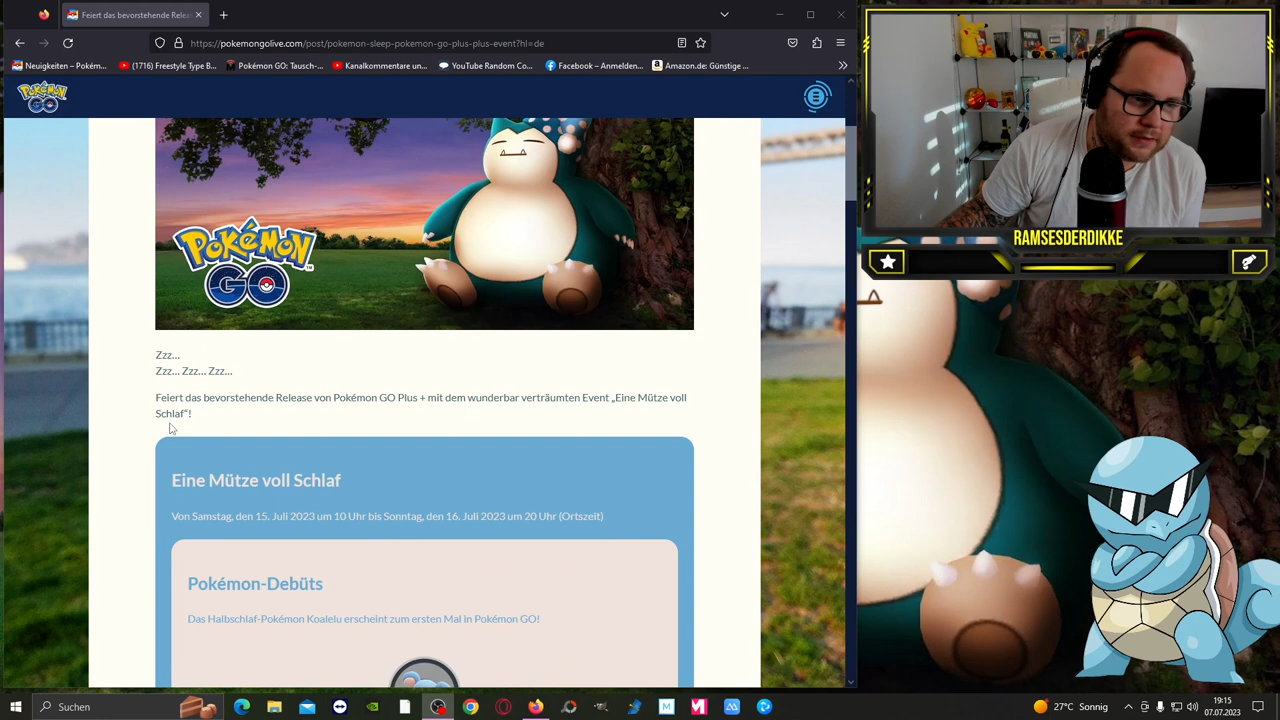 Feiert das bevorstehende Relea
https://pokemongolive.com/post/pokemon-sleep-pokemon-go-plus-plus-event?hl=de
Neuigkeiten – Pokém...
(1716) Freestyle Type B...
Pokémon GO: Tausch-...
Kanalkommentare un...
YouTube Random Co...
Facebook – Anmelden...
Amazon.de: Günstige ...
Pokémon GO
Pokémon GO
Zzz...
Zzz... Zzz... Zzz...
Feiert das bevorstehende Release von Pokémon GO Plus + mit dem wunderbar verträumten Event „Eine Mütze voll
Schlaf“!
Eine Mütze voll Schlaf
Von Samstag, den 15. Juli 2023 um 10 Uhr bis Sonntag, den 16. Juli 2023 um 20 Uhr (Ortszeit)
Pokémon-Debüts
Das Halbschlaf-Pokémon Koalelu erscheint zum ersten Mal in Pokémon GO!
RAMSESDERDIKKE
Suchen
27°C Sonnig
19:15
07.07.2023